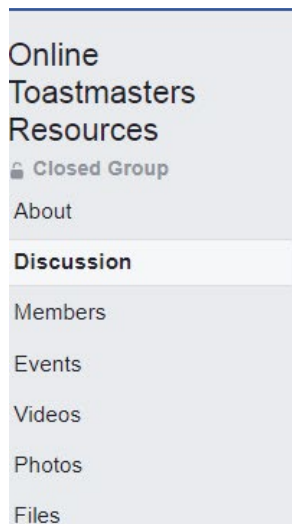 Online
Toastmasters
Resources
Closed Group
About
Discussion
Members
Events
Videos
Photos
Files